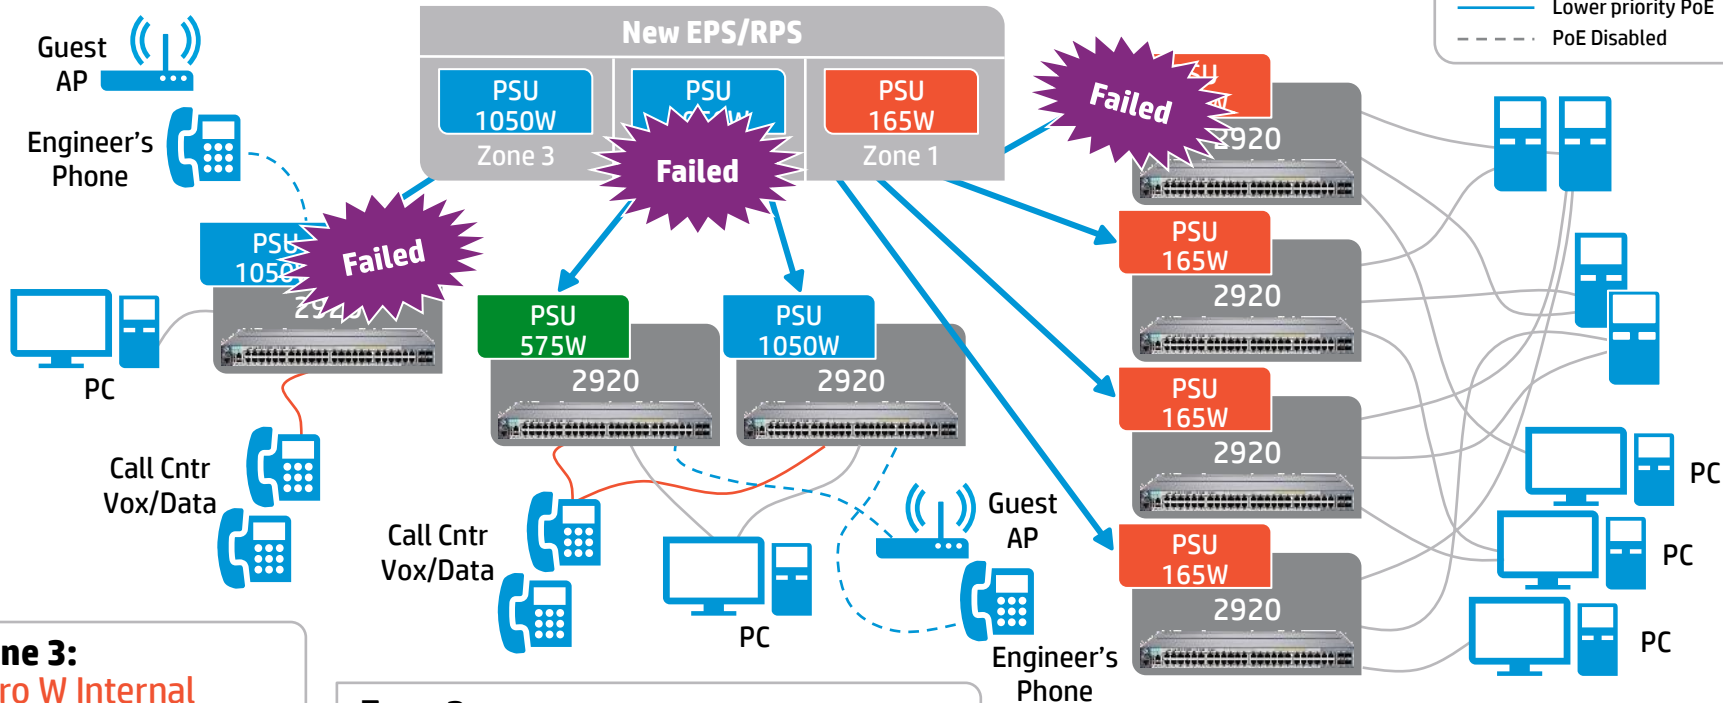 Lower priority PoE
PoE Disabled
New EPS/RPS
PSU
1050W
Zone 3
PSU
Failed
PSU
165W
Zone 1
Guest
AP
Engineer's
Phone
PSU
Failed
PC
Call Cntr
Vox/Data
PSU
575W
2920
PSU
1050W
2920
Call Cntr
Vox/Data
PC
Guest
AP
Engineer's
Phone
Failed
2920
PSU
165W
2920
PSU
165W
2920
PSU
165W
2920
PC
PC
PC
ne 3:
ro W Internal